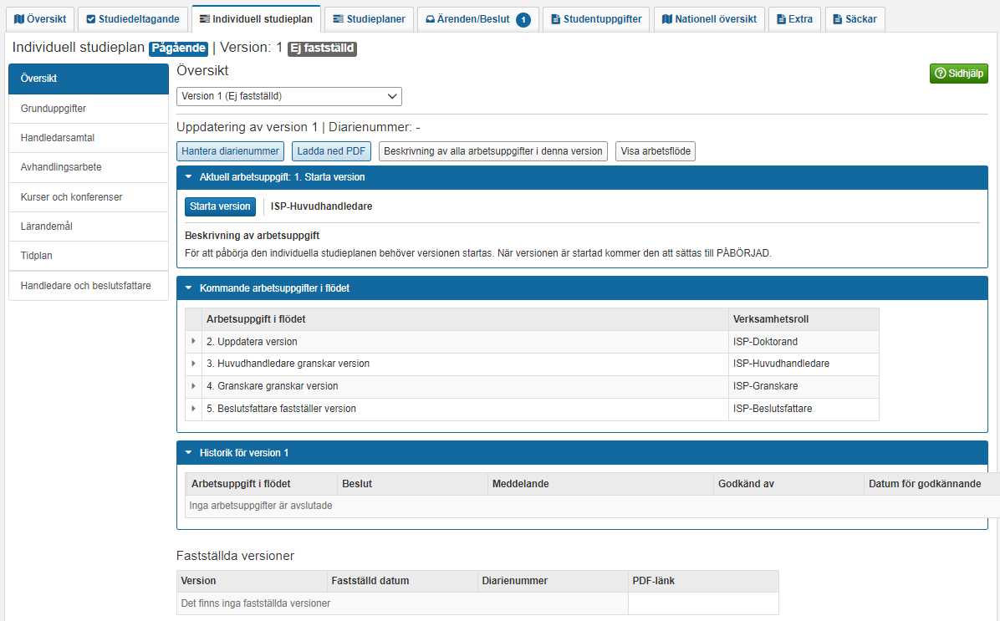 Översikt Studiedeltagande Individuell studieplan Studieplaner Ärenden/Beslut 1 Studentuppgifter Nationell översikt Extra Säckar
Individuell studieplan Pågående | Version: 1 Ej fastställd
Översikt
Grunduppgifter
Handledarsamtal
Avhandlingsarbete
Kurser och konferenser
Lärandemål
Tidplan
Handledare och beslutsfattare
Översikt
Sidhjälp
Version 1 (Ej fastställd)
Uppdatering av version 1 | Diarienummer: -
Hantera diarienummer Ladda ned PDF Beskrivning av alla arbetsuppgifter i denna version Visa arbetsflöde
Aktuell arbetsuppgift: 1. Starta version
Starta version ISP-Huvudhandledare
Beskrivning av arbetsuppgift
För att påbörja den individuella studieplanen behöver versionen startas. När versionen är startad kommer den att sättas till PÅBÖRJAD.
Kommande arbetsuppgifter i flödet
Arbetsuppgift i flödet Verksamhetsroll
2. Uppdatera version ISP-Doktorand
3. Huvudhandledare granskar version ISP-Huvudhandledare
4. Granskare granskar version ISP-Granskare
5. Beslutsfattare fastställer version ISP-Beslutsfattare
Historik för version 1
Arbetsuppgift i flödet Beslut Meddelande Godkänd av Datum för godkännande
Inga arbetsuppgifter är avslutade
Fastställda versioner
Version Fastställd datum Diarienummer PDF-länk
Det finns inga fastställda versioner